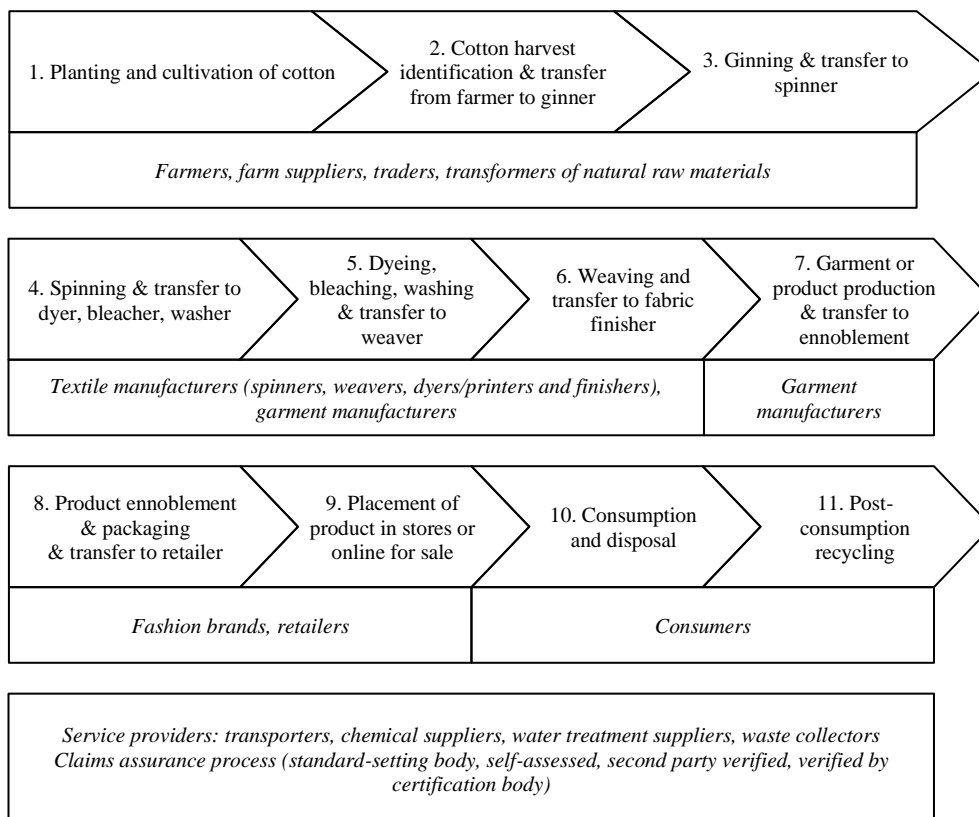 1. Planting and cultivation of cotton
2. Cotton harvest
identification & transfer
from farmer to ginner
3. Ginning & transfer to
spinner
Farmers, farm suppliers, traders, transformers of natural raw materials
4. Spinning & transfer to
dyer, bleacher, washer
5. Dyeing,
bleaching, washing
& transfer to
weaver
6. Weaving and
transfer to fabric
finisher
7. Garment or
product production
& transfer to
ennoblement
Textile manufacturers (spinners, weavers, dyers/printers and finishers),
garment manufacturers
Garment
manufacturers
8. Product ennoblement
& packaging
& transfer to retailer
9. Placement of
product in stores or
online for sale
10. Consumption
and disposal
11. Post-
consumption
recycling
Fashion brands, retailers
Consumers
Service providers: transporters, chemical suppliers, water treatment suppliers, waste collectors
Claims assurance process (standard-setting body, self-assessed, second party verified, verified by
certification body)